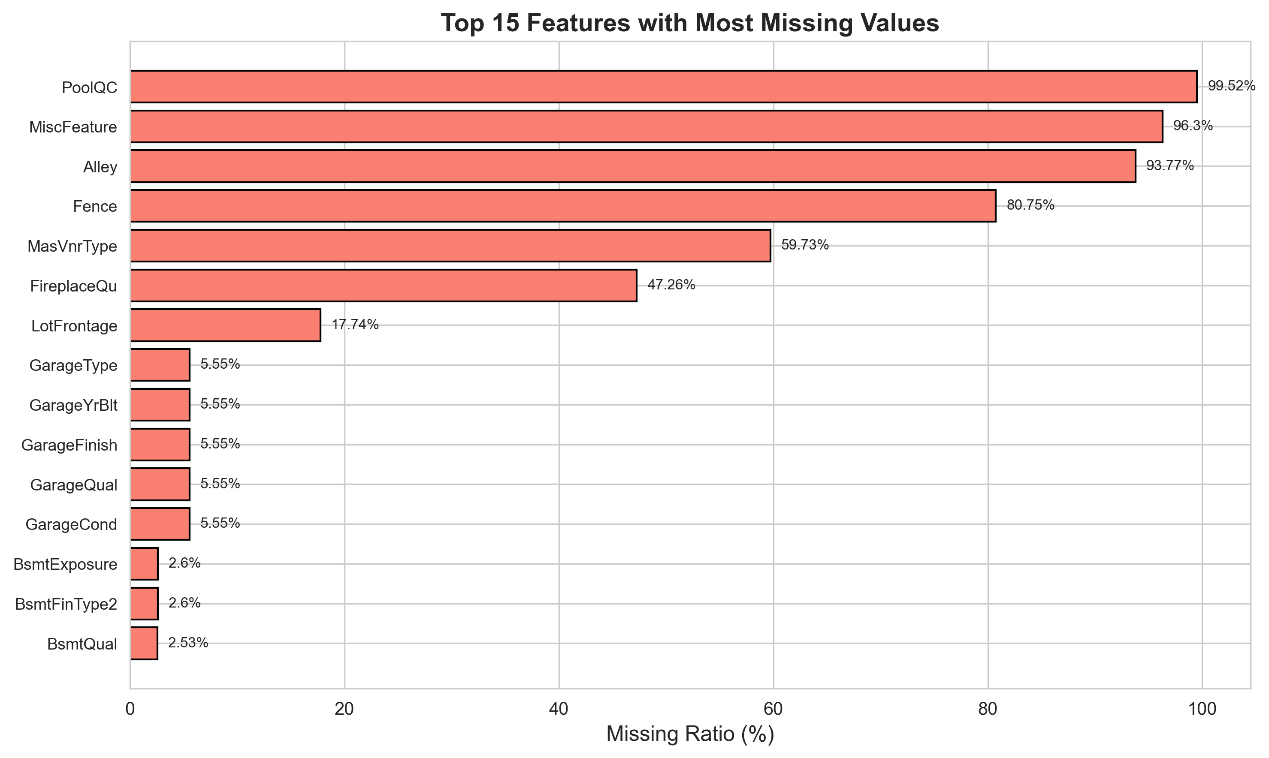 Top 15 Features with Most Missing Values
PoolQC 99.52%
MiscFeature 96.3%
Alley 93.77%
Fence 80.75%
MasVnrType 59.73%
FireplaceQu 47.26%
LotFrontage 17.74%
GarageType 5.55%
GarageYrBlt 5.55%
GarageFinish 5.55%
GarageQual 5.55%
GarageCond 5.55%
BsmtExposure 2.6%
BsmtFinType2 2.6%
BsmtQual 2.53%
0 20 40 60 80 100
Missing Ratio (%)